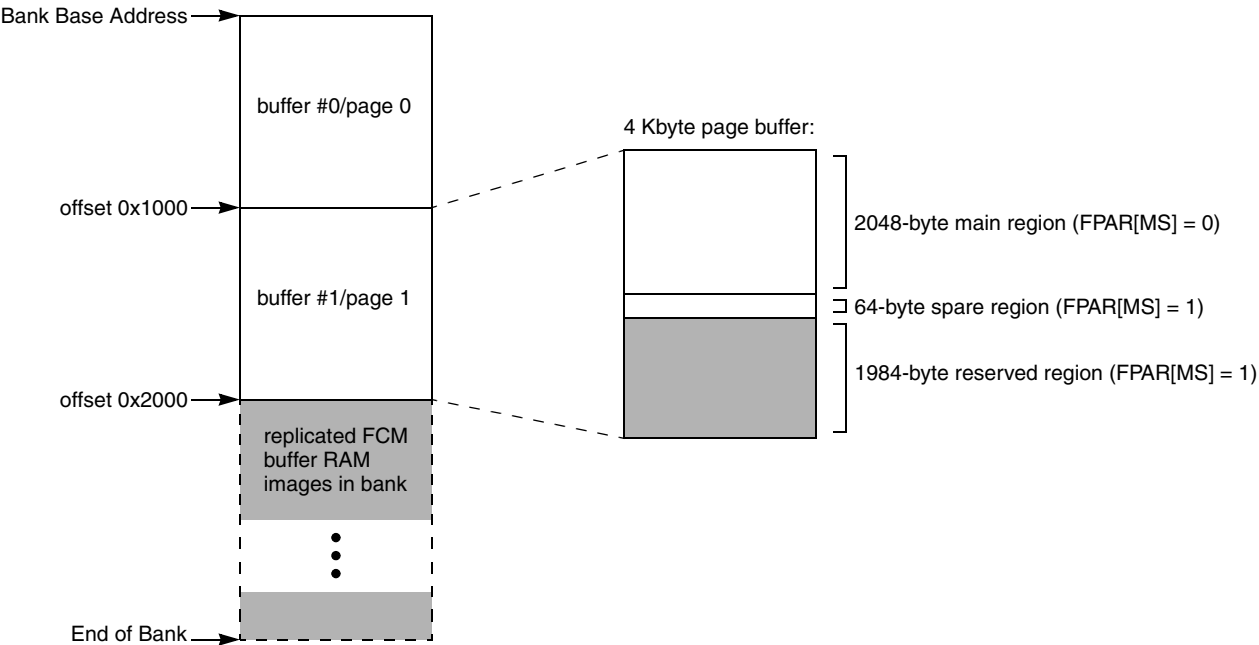 Bank Base Address
buffer #0/page 0
4 Kbyte page buffer:
offset 0x1000
2048-byte main region (FPAR[MS] = 0)
buffer #1/page 1
64-byte spare region (FPAR[MS] = 1)
1984-byte reserved region (FPAR[MS] = 1)
offset 0x2000
replicated FCM
buffer RAM
images in bank
End of Bank